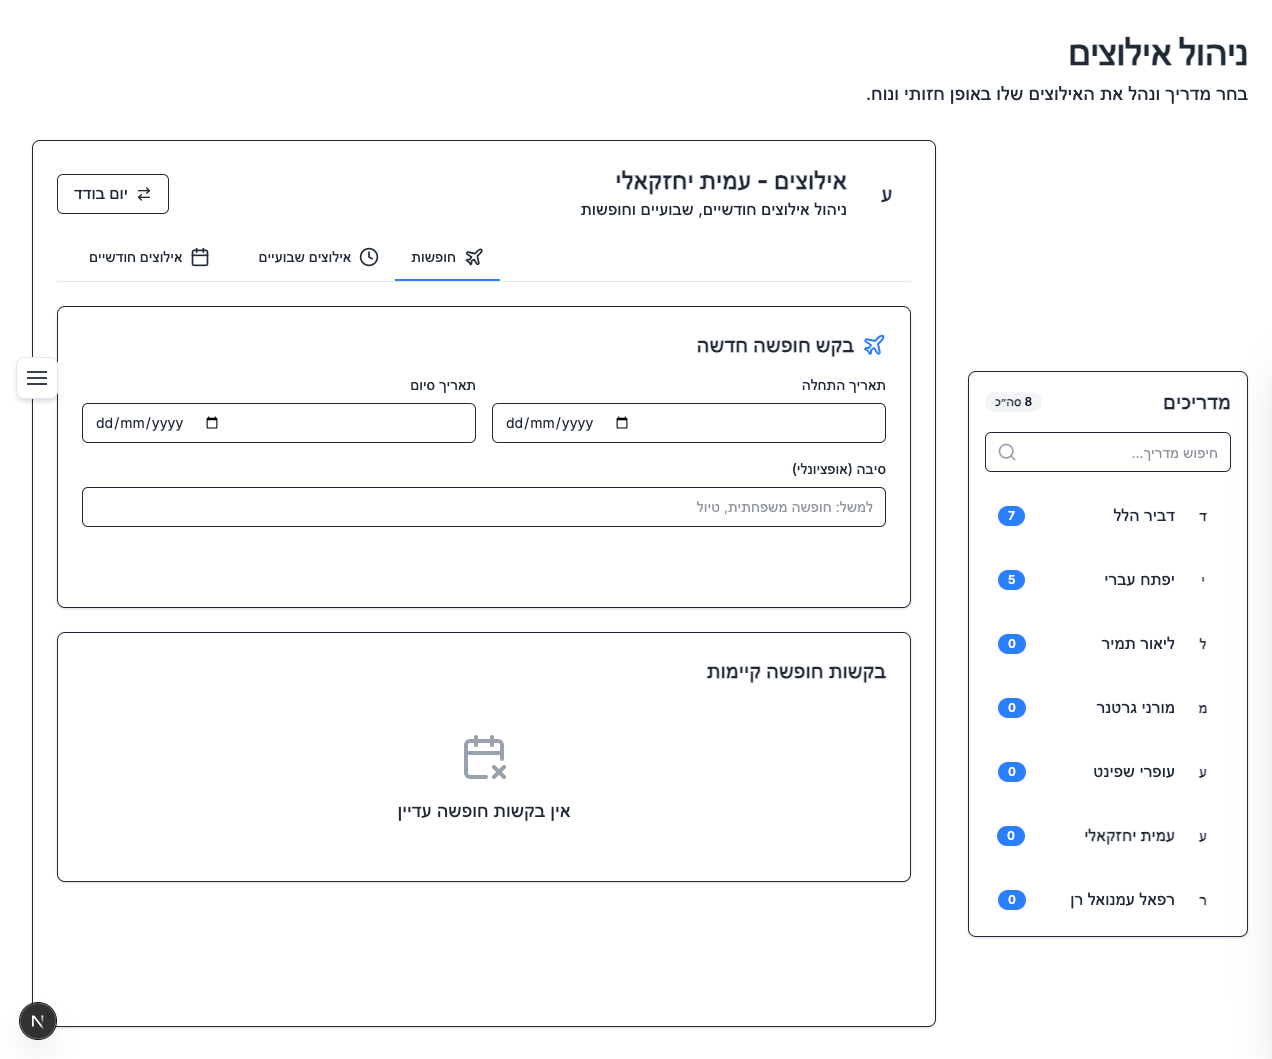 ניהול אילוצים
בחר מדריך ונהל את האילוצים שלו באופן חזותי ונוח.
מדריכים
8 סה״כ
חיפוש מדריך...
ד דביר הלל 7
י יפתח עברי 5
ל ליאור תמיר 0
מ מורני גרטנר 0
ע עופרי שפינט 0
ע עמית יחזקאלי 0
ר רפאל עמנואל רן 0
ע
אילוצים - עמית יחזקאלי
ניהול אילוצים חודשיים, שבועיים וחופשות
יום בודד
חופשות
אילוצים שבועיים
אילוצים חודשיים
בקש חופשה חדשה
תאריך התחלה
dd/mm/yyyy
תאריך סיום
dd/mm/yyyy
סיבה (אופציונלי)
למשל: חופשה משפחתית, טיול
בקשות חופשה קיימות
אין בקשות חופשה עדיין
N